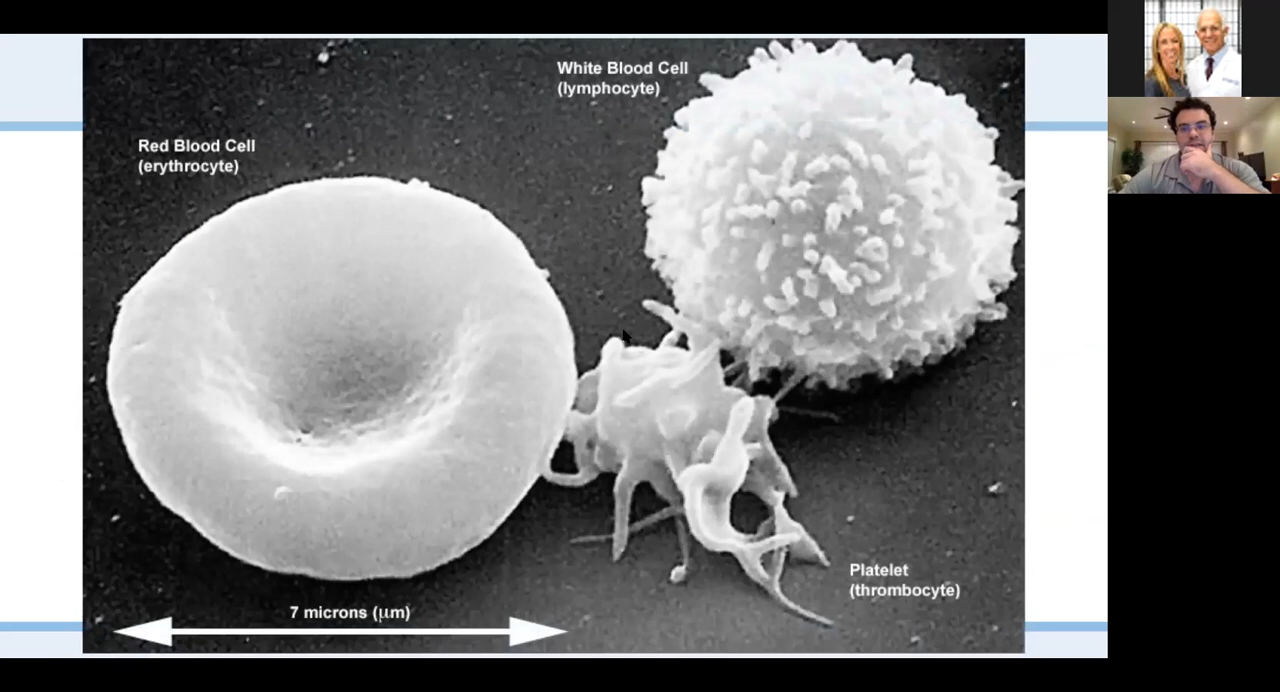 White Blood Cell
(lymphocyte)
Red Blood Cell
(erythrocyte)
7 microns (μm)
Platelet
(thrombocyte)